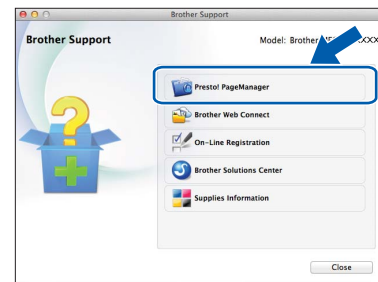 Brother Support
Brother Support
Model: Brother
Presto! PageManager
Brother Web Connect
On-Line Registration
Brother Solutions Center
Supplies Information
Close